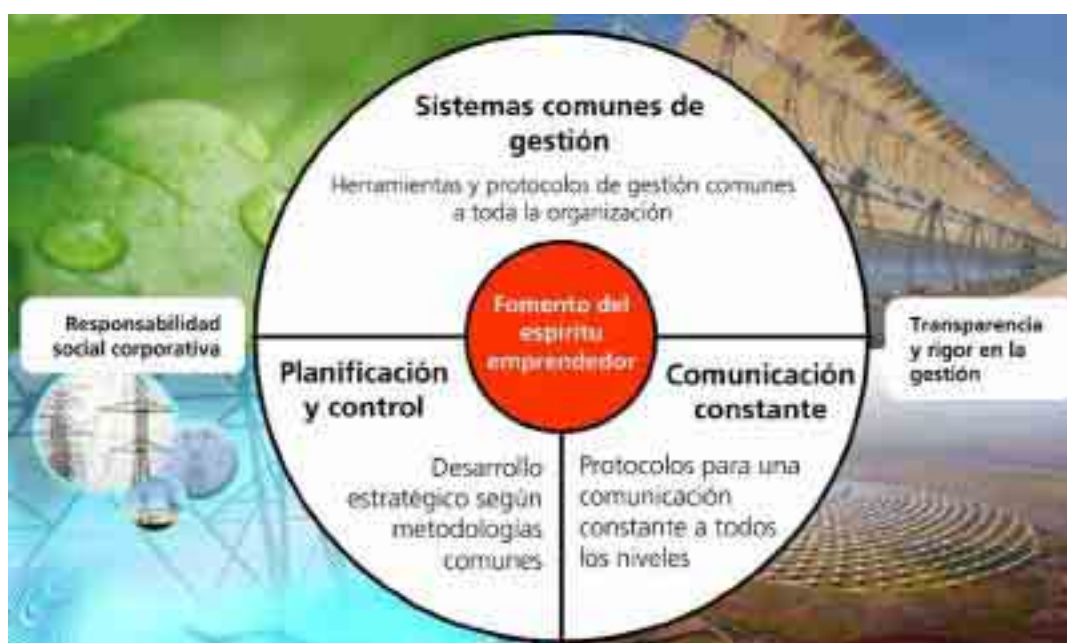 Sistemas comunes de
gestión
Herramientas y protocolos de gestión comunes
a toda la organización
Fomento del
espíritu
emprendedor
Responsabilidad
social corporativa
Transparencia
y rigor en la
gestión
Planificación
y control
Desarrollo
estratégico según
metodologías
comunes
Comunicación
constante
Protocolos para una
comunicación
constante a todos
los niveles